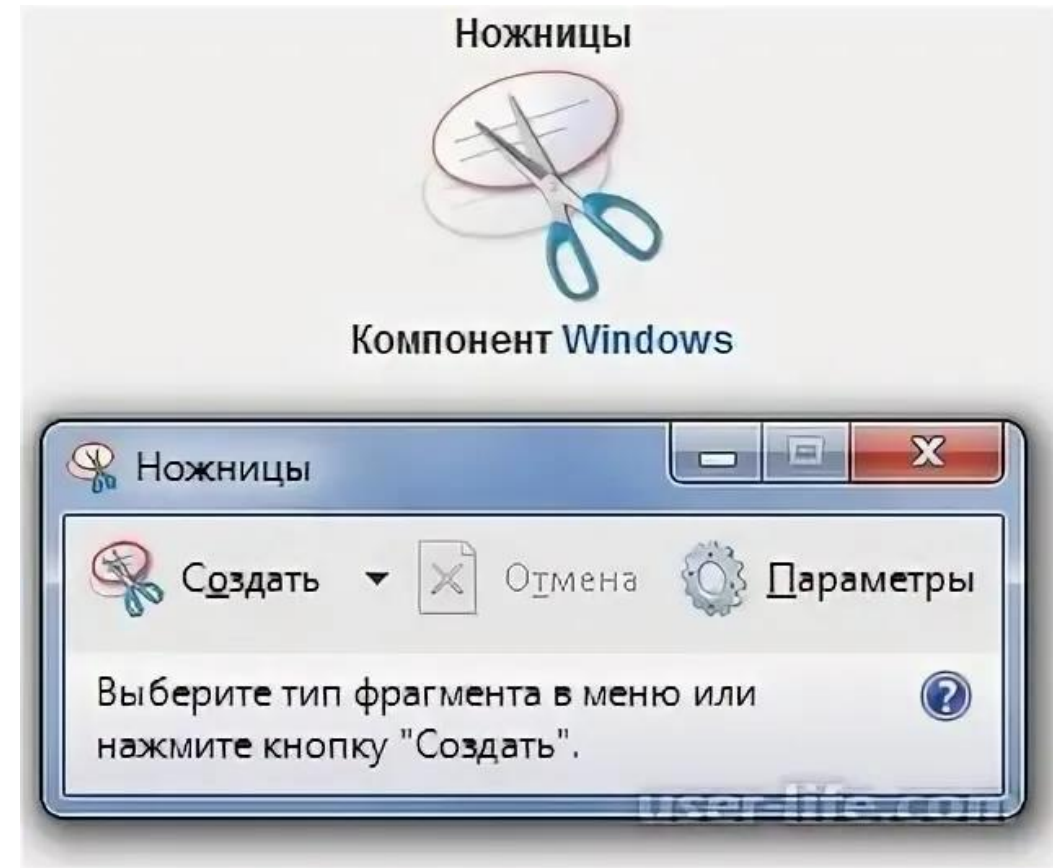 Ножницы
Компонент Windows
Ножницы
Создать Отмена Параметры
Выберите тип фрагмента в меню или
нажмите кнопку "Создать".
user-life.com